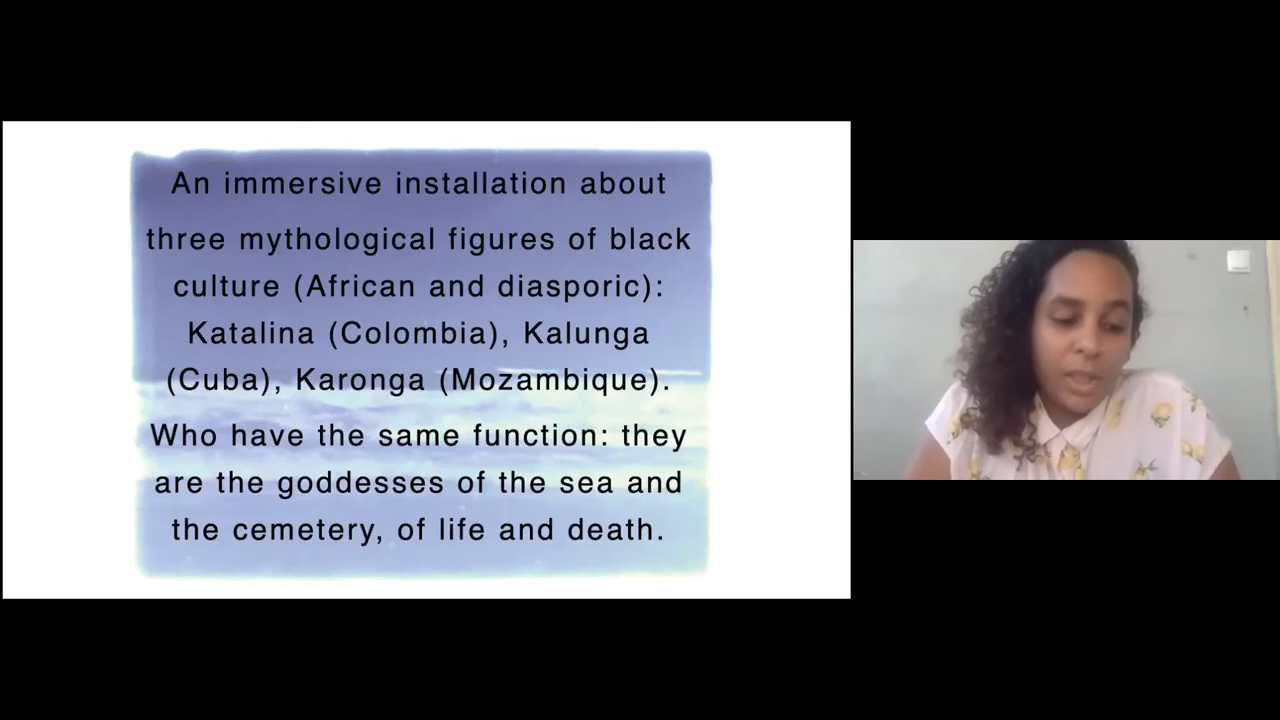 An immersive installation about
three mythological figures of black
culture (African and diasporic):
Katalina (Colombia), Kalunga
(Cuba), Karonga (Mozambique).
Who have the same function: they
are the goddesses of the sea and
the cemetery, of life and death.